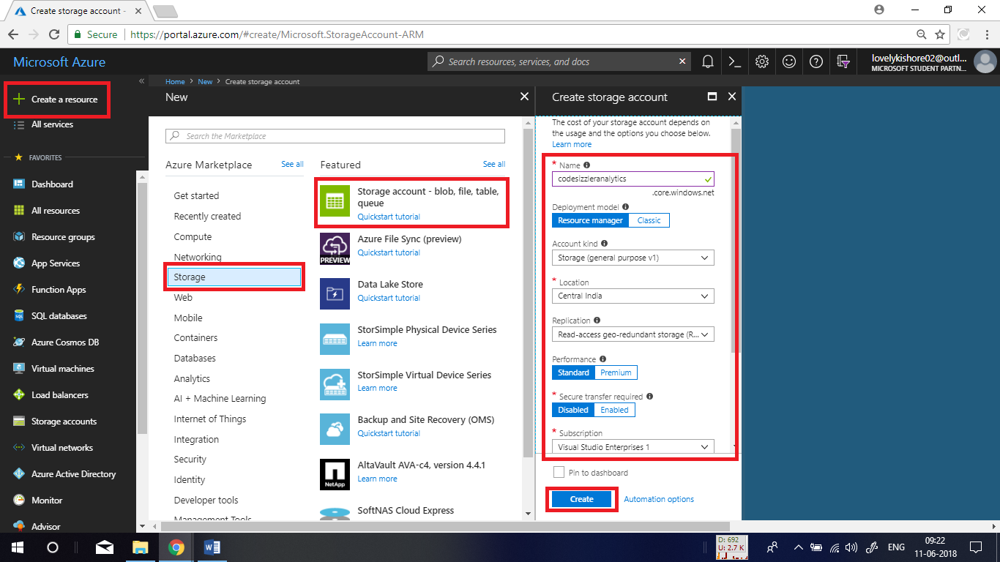 Create storage account -
Secure
https://portal.azure.com/#create/Microsoft.StorageAccount-ARM
Microsoft Azure
Search resources, services, and docs
lovelykishore02@outl...
MICROSOFT STUDENT PARTN...
Create a resource
All services
FAVORITES
Dashboard
All resources
Resource groups
App Services
Function Apps
SQL databases
Azure Cosmos DB
Virtual machines
Load balancers
Storage accounts
Virtual networks
Azure Active Directory
Monitor
Advisor
Home > New > Create storage account
New
Search the Marketplace
Azure Marketplace
See all
Get started
Recently created
Compute
Networking
Storage
Web
Mobile
Containers
Databases
Analytics
AI + Machine Learning
Internet of Things
Integration
Security
Identity
Developer tools
Management Tools
Featured
See all
Storage account - blob, file, table,
queue
Quickstart tutorial
PREVIEW
Azure File Sync (preview)
Quickstart tutorial
Data Lake Store
Quickstart tutorial
StorSimple Physical Device Series
Learn more
StorSimple Virtual Device Series
Learn more
Backup and Site Recovery (OMS)
Quickstart tutorial
NetApp
AltaVault AVA-c4, version 4.4.1
Learn more
SoftNAS Cloud Express
Create storage account
The cost of your storage account depends on
the usage and the options you choose below.
Learn more
* Name
codesizzleranalytics
.core.windows.net
Deployment model
Resource manager
Classic
Account kind
Storage (general purpose v1)
* Location
Central India
Replication
Read-access geo-redundant storage (R...
Performance
Standard
Premium
* Secure transfer required
Disabled
Enabled
* Subscription
Visual Studio Enterprises 1
Pin to dashboard
Create
Automation options
D: 692
U: 2.7 K
ENG
09:22
11-06-2018